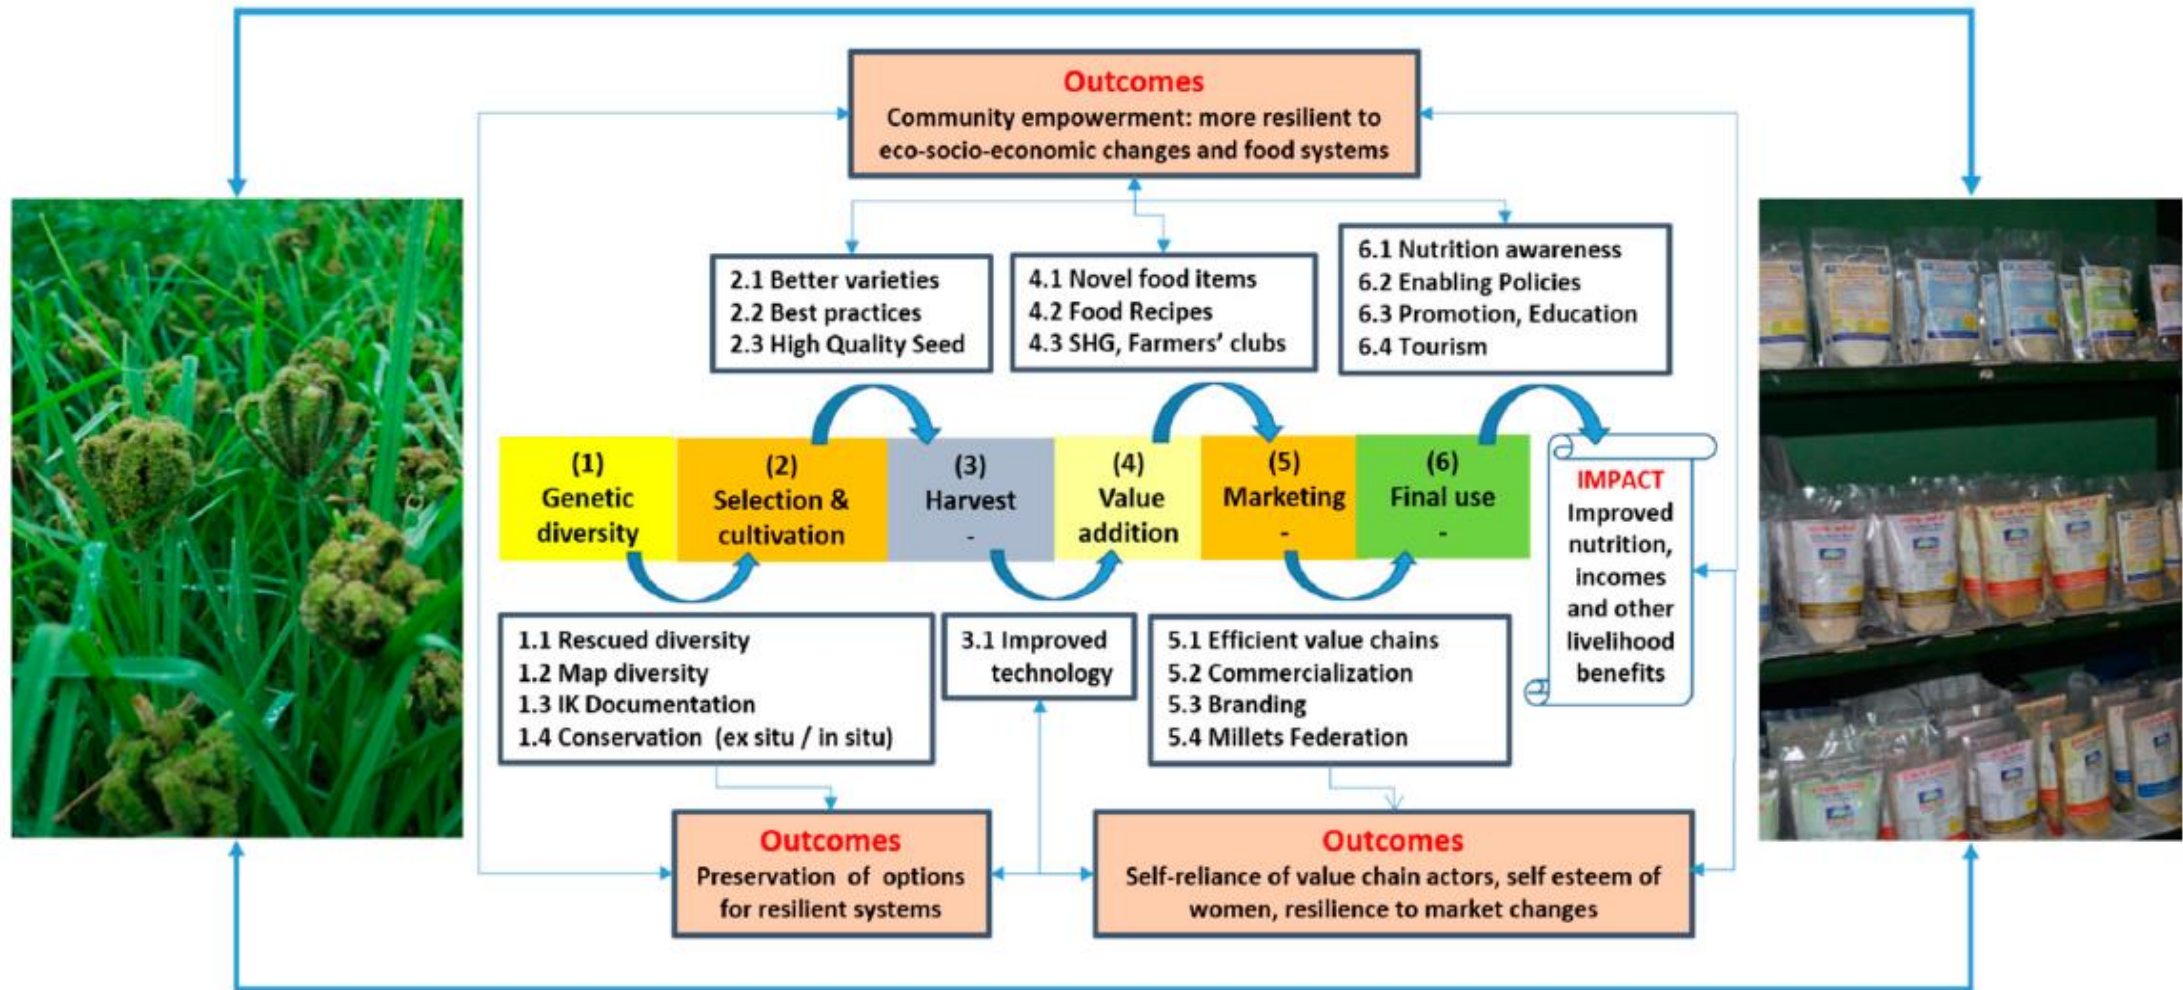 Outcomes
Community empowerment: more resilient to
eco-socio-economic changes and food systems
2.1 Better varieties
2.2 Best practices
2.3 High Quality Seed
4.1 Novel food items
4.2 Food Recipes
4.3 SHG, Farmers’ clubs
6.1 Nutrition awareness
6.2 Enabling Policies
6.3 Promotion, Education
6.4 Tourism
(1)
Genetic
diversity
(2)
Selection &
cultivation
(3)
Harvest
-
(4)
Value
addition
(5)
Marketing
-
(6)
Final use
-
IMPACT
Improved
nutrition,
incomes
and other
livelihood
benefits
1.1 Rescued diversity
1.2 Map diversity
1.3 IK Documentation
1.4 Conservation (ex situ / in situ)
3.1 Improved
technology
5.1 Efficient value chains
5.2 Commercialization
5.3 Branding
5.4 Millets Federation
Outcomes
Preservation of options
for resilient systems
Outcomes
Self-reliance of value chain actors, self esteem of
women, resilience to market changes